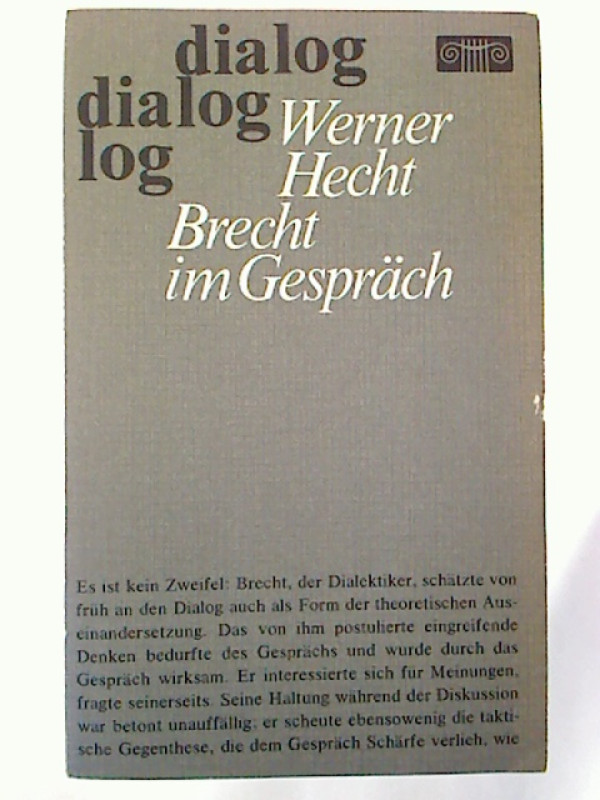 dialog
dialog
log
Werner
Hecht
Brecht
im Gespräch
Es ist kein Zweifel: Brecht, der Dialektiker, schätzte von
früh an den Dialog auch als Form der theoretischen Aus-
einandersetzung. Das von ihm postulierte eingreifende
Denken bedurfte des Gesprächs und wurde durch das
Gespräch wirksam. Er interessierte sich für Meinungen,
fragte seinerseits. Seine Haltung während der Diskussion
war betont unauffällig; er scheute ebensowenig die takti-
sche Gegenthese, die dem Gespräch Schärfe verlieh, wie